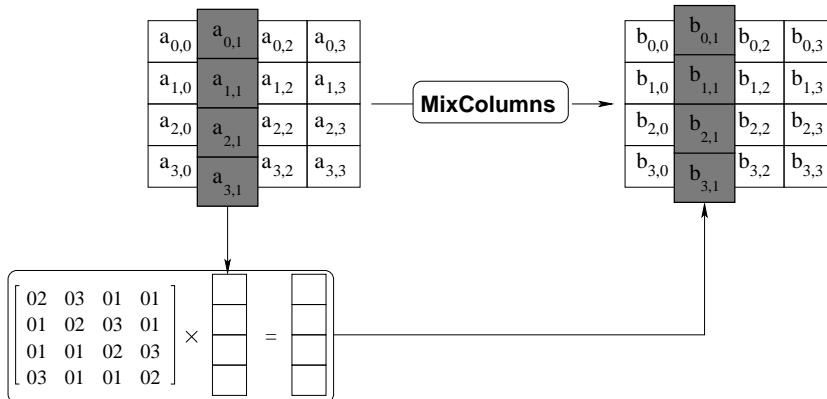 a0,0 a0,1 a0,2 a0,3
a1,0 a1,1 a1,2 a1,3
a2,0 a2,1 a2,2 a2,3
a3,0 a3,1 a3,2 a3,3
MixColumns
b0,0 b0,1 b0,2 b0,3
b1,0 b1,1 b1,2 b1,3
b2,0 b2,1 b2,2 b2,3
b3,0 b3,1 b3,2 b3,3
02 03 01 01
01 02 03 01
01 01 02 03
03 01 01 02
× =